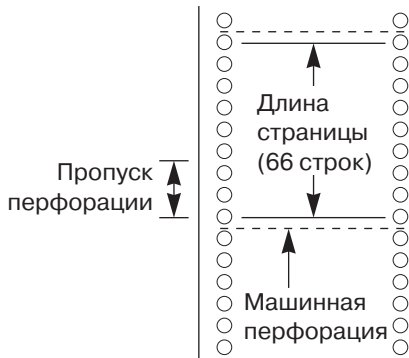 Длина
страницы
(66 строк)
Пропуск
перфорации
Машинная
перфорация